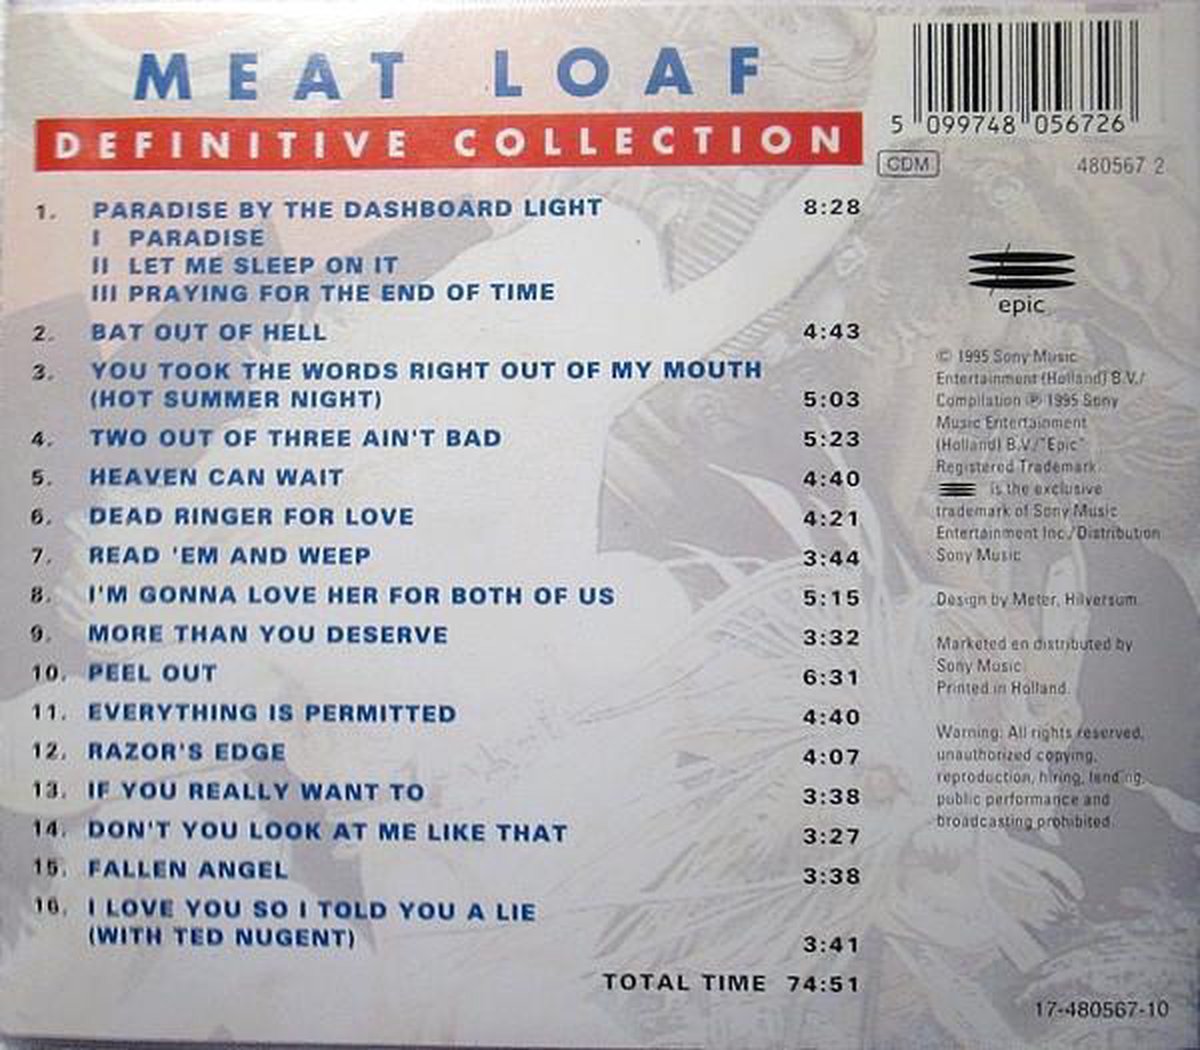 MEAT LOAF
DEFINITIVE COLLECTION
1. PARADISE BY THE DASHBOARD LIGHT 8:28
I PARADISE
II LET ME SLEEP ON IT
III PRAYING FOR THE END OF TIME
2. BAT OUT OF HELL 4:43
3. YOU TOOK THE WORDS RIGHT OUT OF MY MOUTH
(HOT SUMMER NIGHT) 5:03
4. TWO OUT OF THREE AIN'T BAD 5:23
5. HEAVEN CAN WAIT 4:40
6. DEAD RINGER FOR LOVE 4:21
7. READ 'EM AND WEEP 3:44
8. I'M GONNA LOVE HER FOR BOTH OF US 5:15
9. MORE THAN YOU DESERVE 3:32
10. PEEL OUT 6:31
11. EVERYTHING IS PERMITTED 4:40
12. RAZOR'S EDGE 4:07
13. IF YOU REALLY WANT TO 3:38
14. DON'T YOU LOOK AT ME LIKE THAT 3:27
15. FALLEN ANGEL 3:38
16. I LOVE YOU SO I TOLD YOU A LIE
(WITH TED NUGENT) 3:41
TOTAL TIME 74:51
5 099748 056726
CDM 480567 2
epic
© 1995 Sony Music
Entertainment (Holland) B.V./
Compilation ℗ 1995 Sony
Music Entertainment
(Holland) B.V./"Epic"
Registered Trademark.
is the exclusive
trademark of Sony Music
Entertainment Inc./Distribution
Sony Music
Design by Meter, Hilversum.
Marketed en distributed by
Sony Music
Printed in Holland.
Warning: All rights reserved,
unauthorized copying,
reproduction, hiring, lending,
public performance and
broadcasting prohibited.
17-480567-10